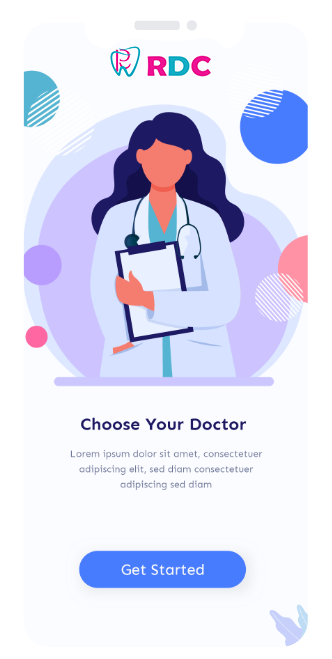 RDC
Choose Your Doctor
Lorem ipsum dolor sit amet, consectetuer
adipiscing elit, sed diam consectetuer
adipiscing sed diam
Get Started